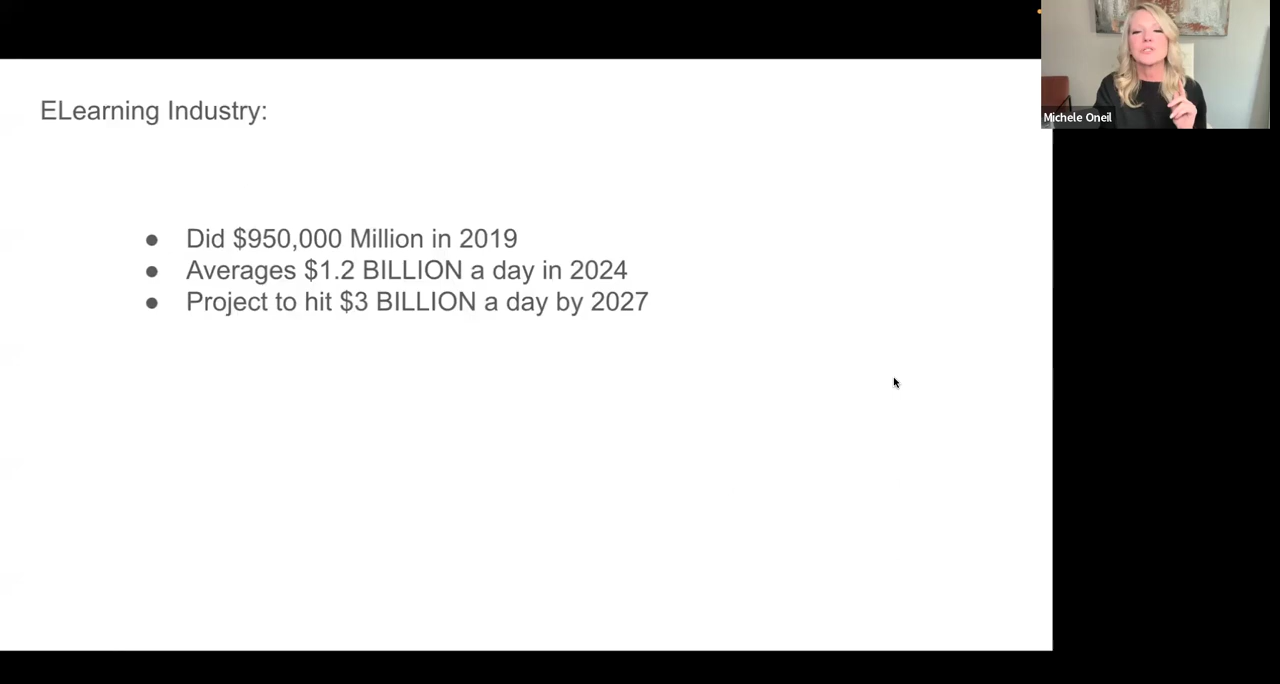 ELearning Industry:
● Did $950,000 Million in 2019
● Averages $1.2 BILLION a day in 2024
● Project to hit $3 BILLION a day by 2027
Michele Oneil